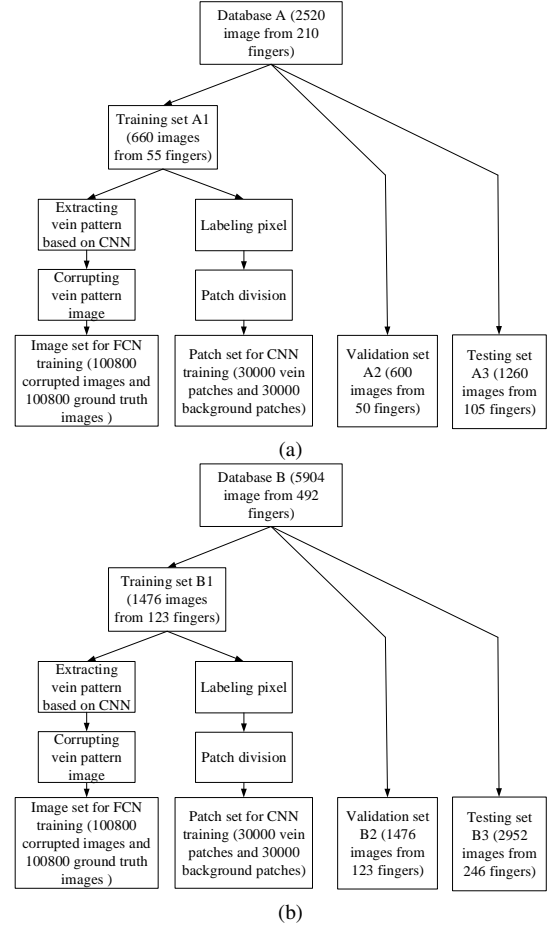 Database A (2520
image from 210
fingers)
Training set A1
(660 images
from 55 fingers)
Extracting
vein pattern
based on CNN
Labeling pixel
Corrupting
vein pattern
image
Patch division
Image set for FCN
training (100800
corrupted images and
100800 ground truth
images )
Patch set for CNN
training (30000 vein
patches and 30000
background patches)
Validation set
A2 (600
images from
50 fingers)
Testing set
A3 (1260
images from
105 fingers)
(a)
Database B (5904
image from 492
fingers)
Training set B1
(1476 images
from 123 fingers)
Extracting
vein pattern
based on CNN
Labeling pixel
Corrupting
vein pattern
image
Patch division
Image set for FCN
training (100800
corrupted images and
100800 ground truth
images )
Patch set for CNN
training (30000 vein
patches and 30000
background patches)
Validation set
B2 (1476
images from
123 fingers)
Testing set
B3 (2952
images from
246 fingers)
(b)